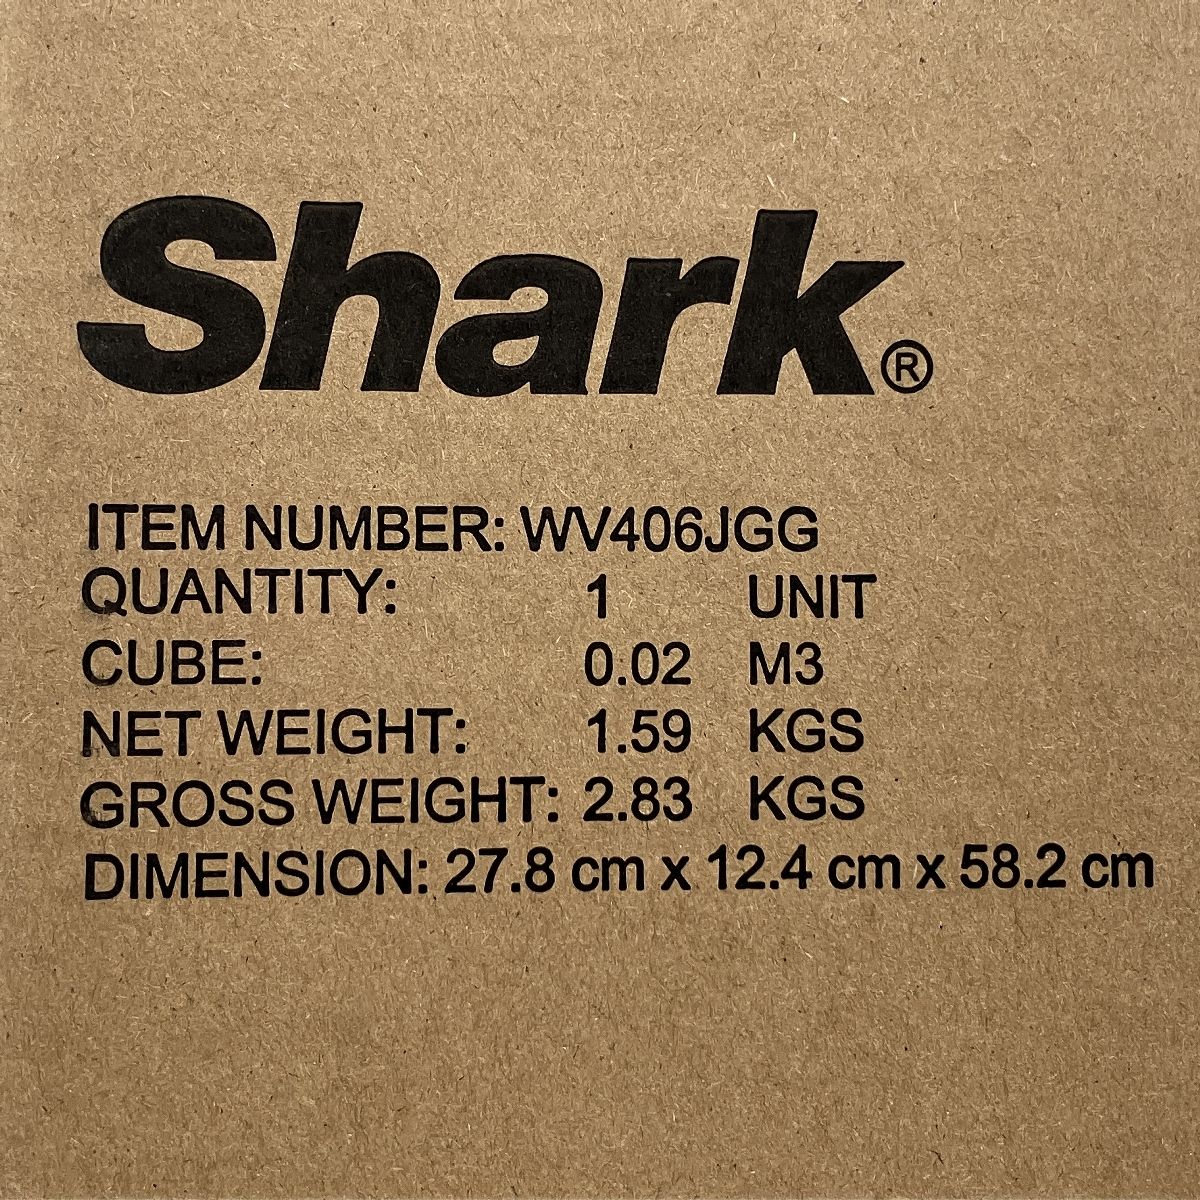 Shark®
ITEM NUMBER: WV406JGG
QUANTITY: 1 UNIT
CUBE: 0.02 M3
NET WEIGHT: 1.59 KGS
GROSS WEIGHT: 2.83 KGS
DIMENSION: 27.8 cm x 12.4 cm x 58.2 cm